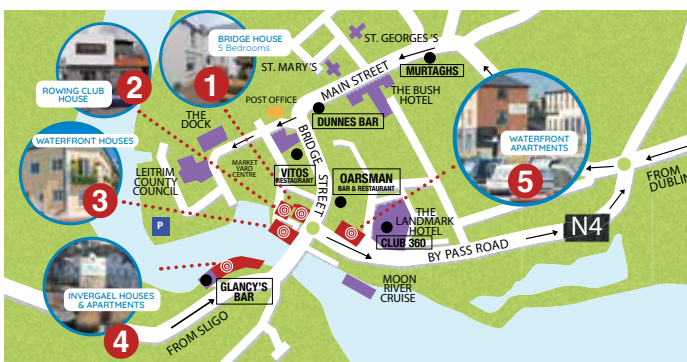 BRIDGE HOUSE
5 Bedrooms
1
2
ROWING CLUB
HOUSE
ST. GEORGES'S
ST. MARY'S
MAIN STREET
MURTAGHS
THE BUSH
HOTEL
POST OFFICE
DUNNES BAR
THE
DOCK
WATERFRONT HOUSES
3
LEITRIM
COUNTY
COUNCIL
MARKET
YARD
CENTRE
BRIDGE STREET
VITOS
RESTAURANT
OARSMAN
BAR & RESTAURANT
WATERFRONT
APARTMENTS
5
FROM
DUBLIN
P
THE
LANDMARK
HOTEL
CLUB 360
N4
BY PASS ROAD
MOON
RIVER
CRUISE
INVERGAEL HOUSES
& APARTMENTS
4
GLANCY'S
BAR
FROM SLIGO